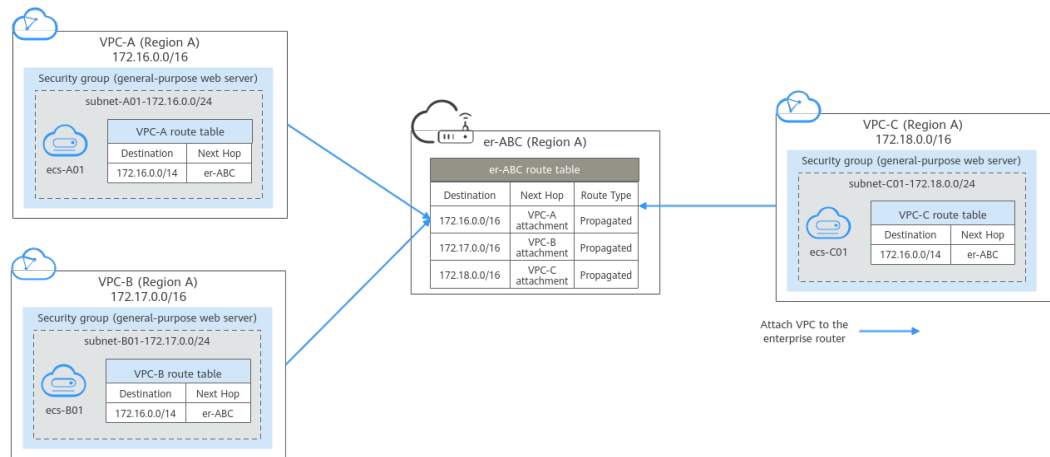 VPC-A (Region A)
172.16.0.0/16
Security group (general-purpose web server)
subnet-A01-172.16.0.0/24
ecs-A01
VPC-A route table
Destination Next Hop
172.16.0.0/14 er-ABC
VPC-B (Region A)
172.17.0.0/16
Security group (general-purpose web server)
subnet-B01-172.17.0.0/24
ecs-B01
VPC-B route table
Destination Next Hop
172.16.0.0/14 er-ABC
er-ABC (Region A)
er-ABC route table
Destination Next Hop Route Type
172.16.0.0/16 VPC-A attachment Propagated
172.17.0.0/16 VPC-B attachment Propagated
172.18.0.0/16 VPC-C attachment Propagated
VPC-C (Region A)
172.18.0.0/16
Security group (general-purpose web server)
subnet-C01-172.18.0.0/24
ecs-C01
VPC-C route table
Destination Next Hop
172.16.0.0/14 er-ABC
Attach VPC to the
enterprise router